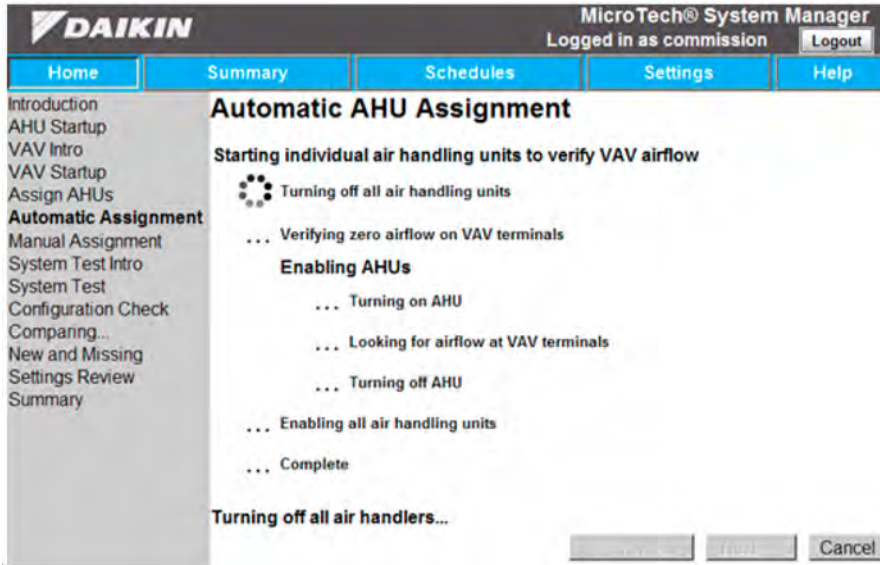 DAIKIN
MicroTech® System Manager
Logged in as commission Logout
Home Summary Schedules Settings Help
Introduction
AHU Startup
VAV Intro
VAV Startup
Assign AHUs
Automatic Assignment
Manual Assignment
System Test Intro
System Test
Configuration Check
Comparing...
New and Missing
Settings Review
Summary
Automatic AHU Assignment
Starting individual air handling units to verify VAV airflow
Turning off all air handling units
... Verifying zero airflow on VAV terminals
Enabling AHUs
... Turning on AHU
... Looking for airflow at VAV terminals
... Turning off AHU
... Enabling all air handling units
... Complete
Turning off all air handlers...
Cancel